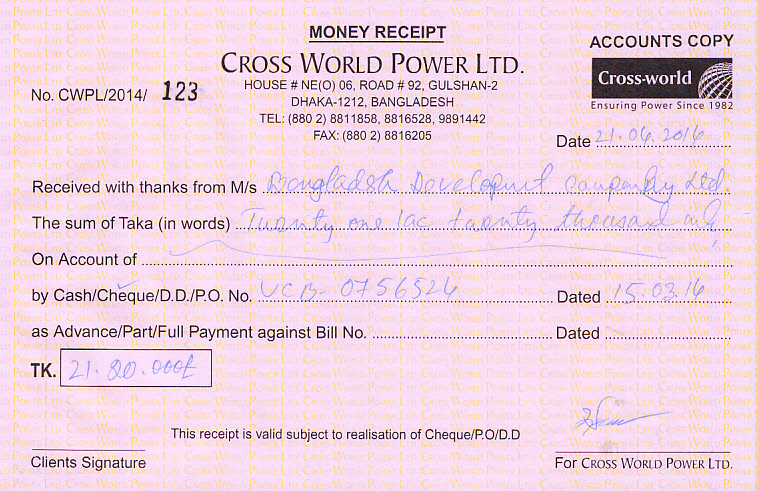 MONEY RECEIPT
ACCOUNTS COPY
CROSS WORLD POWER LTD.
Cross-world
Ensuring Power Since 1982
No. CWPL/2014/ 123
HOUSE # NE(O) 06, ROAD # 92, GULSHAN-2
DHAKA-1212, BANGLADESH
TEL: (880 2) 8811858, 8816528, 9891442
FAX: (880 2) 8816205
Date 21.04.2016
Received with thanks from M/s Bangladesh Development Company Ltd.
The sum of Taka (in words) Twenty one lac twenty thousand only
On Account of
by Cash/Cheque/D.D./P.O. No. UCB- 0756524 Dated 15.03.16
as Advance/Part/Full Payment against Bill No. Dated
TK. 21.20.000/=
This receipt is valid subject to realisation of Cheque/P.O/D.D
Clients Signature
For CROSS WORLD POWER LTD.